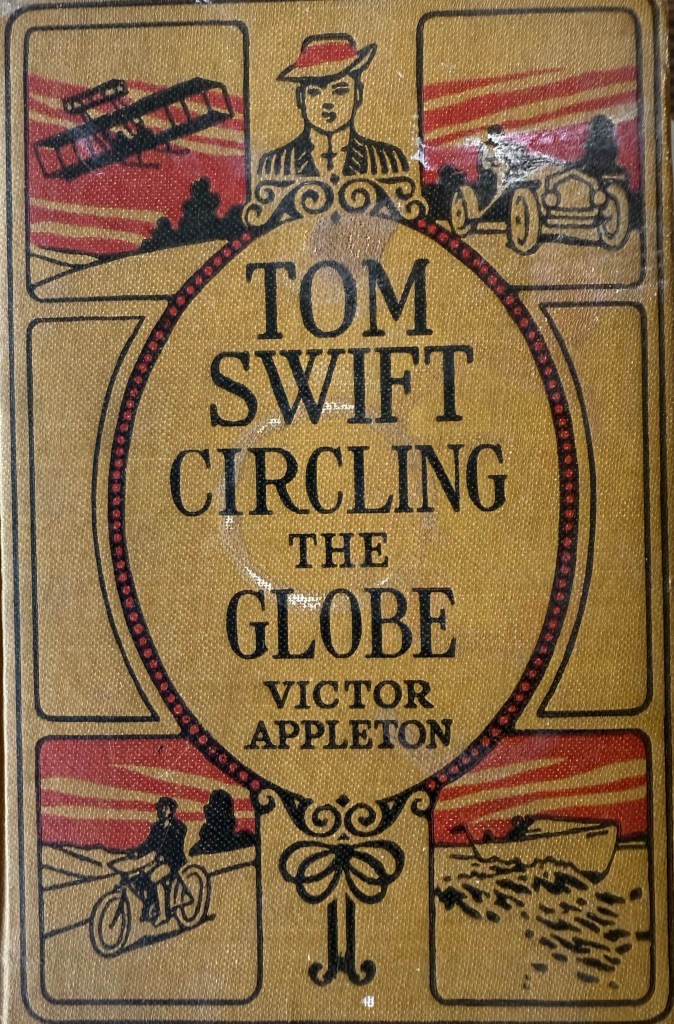 TOM
SWIFT
CIRCLING
THE
GLOBE
VICTOR
APPLETON